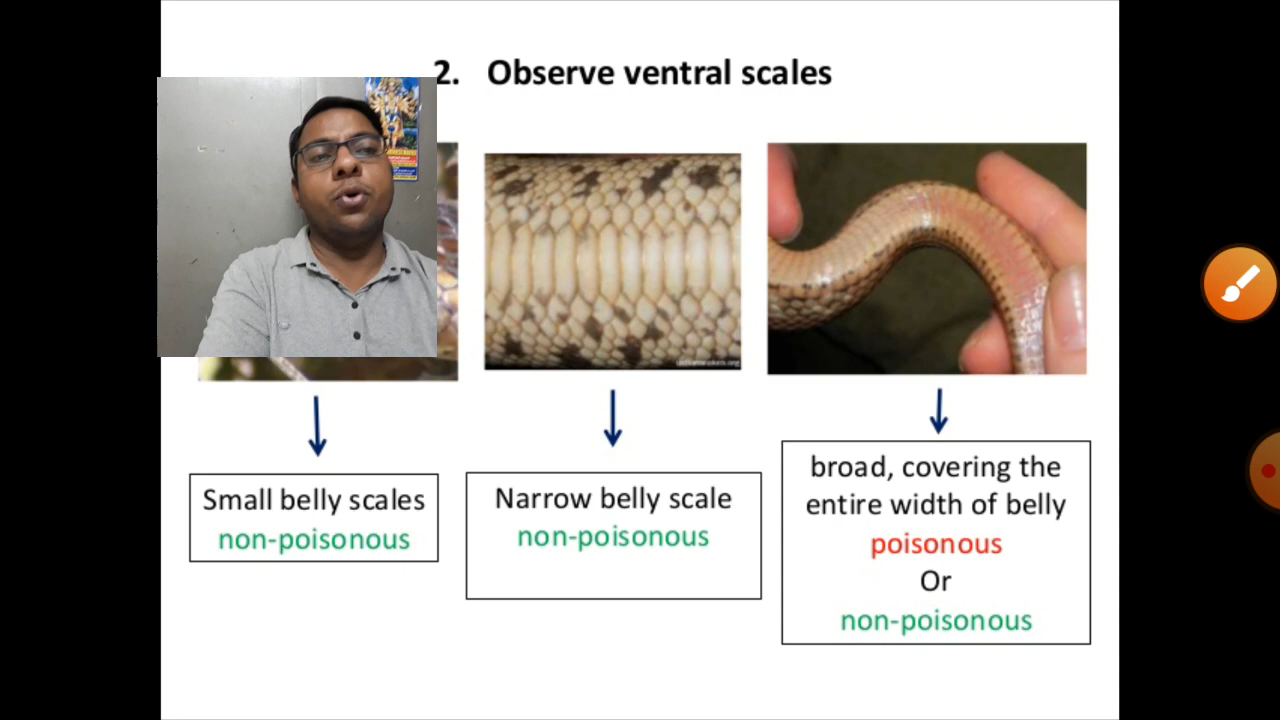 2. Observe ventral scales
Small belly scales
non-poisonous
Narrow belly scale
non-poisonous
broad, covering the
entire width of belly
poisonous
Or
non-poisonous